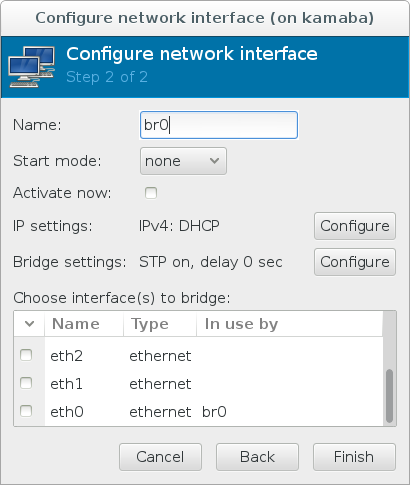 Configure network interface (on kamaba)
Configure network interface
Step 2 of 2
Name: br0
Start mode: none
Activate now:
IP settings: IPv4: DHCP Configure
Bridge settings: STP on, delay 0 sec Configure
Choose interface(s) to bridge:
Name Type In use by
eth2 ethernet
eth1 ethernet
eth0 ethernet br0
Cancel Back Finish